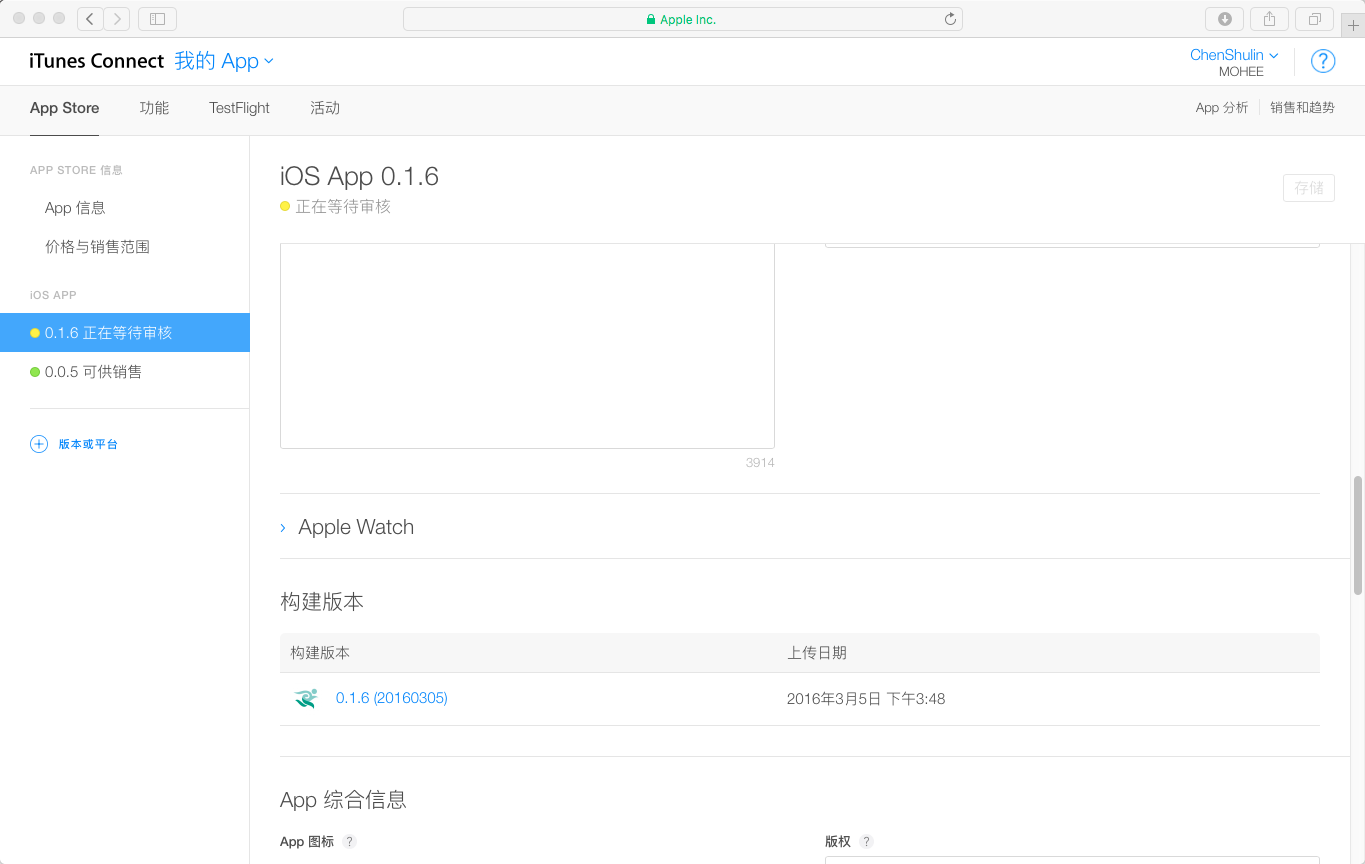 Apple Inc.
iTunes Connect 我的 App
ChenShulin
MOHEE
?
App Store 功能 TestFlight 活动
App 分析 销售和趋势
APP STORE 信息
App 信息
价格与销售范围
iOS APP
0.1.6 正在等待审核
0.0.5 可供销售
版本或平台
iOS App 0.1.6
正在等待审核
存储
3914
Apple Watch
构建版本
构建版本 上传日期
0.1.6 (20160305) 2016年3月5日 下午3:48
App 综合信息
App 图标 ? 版权 ?